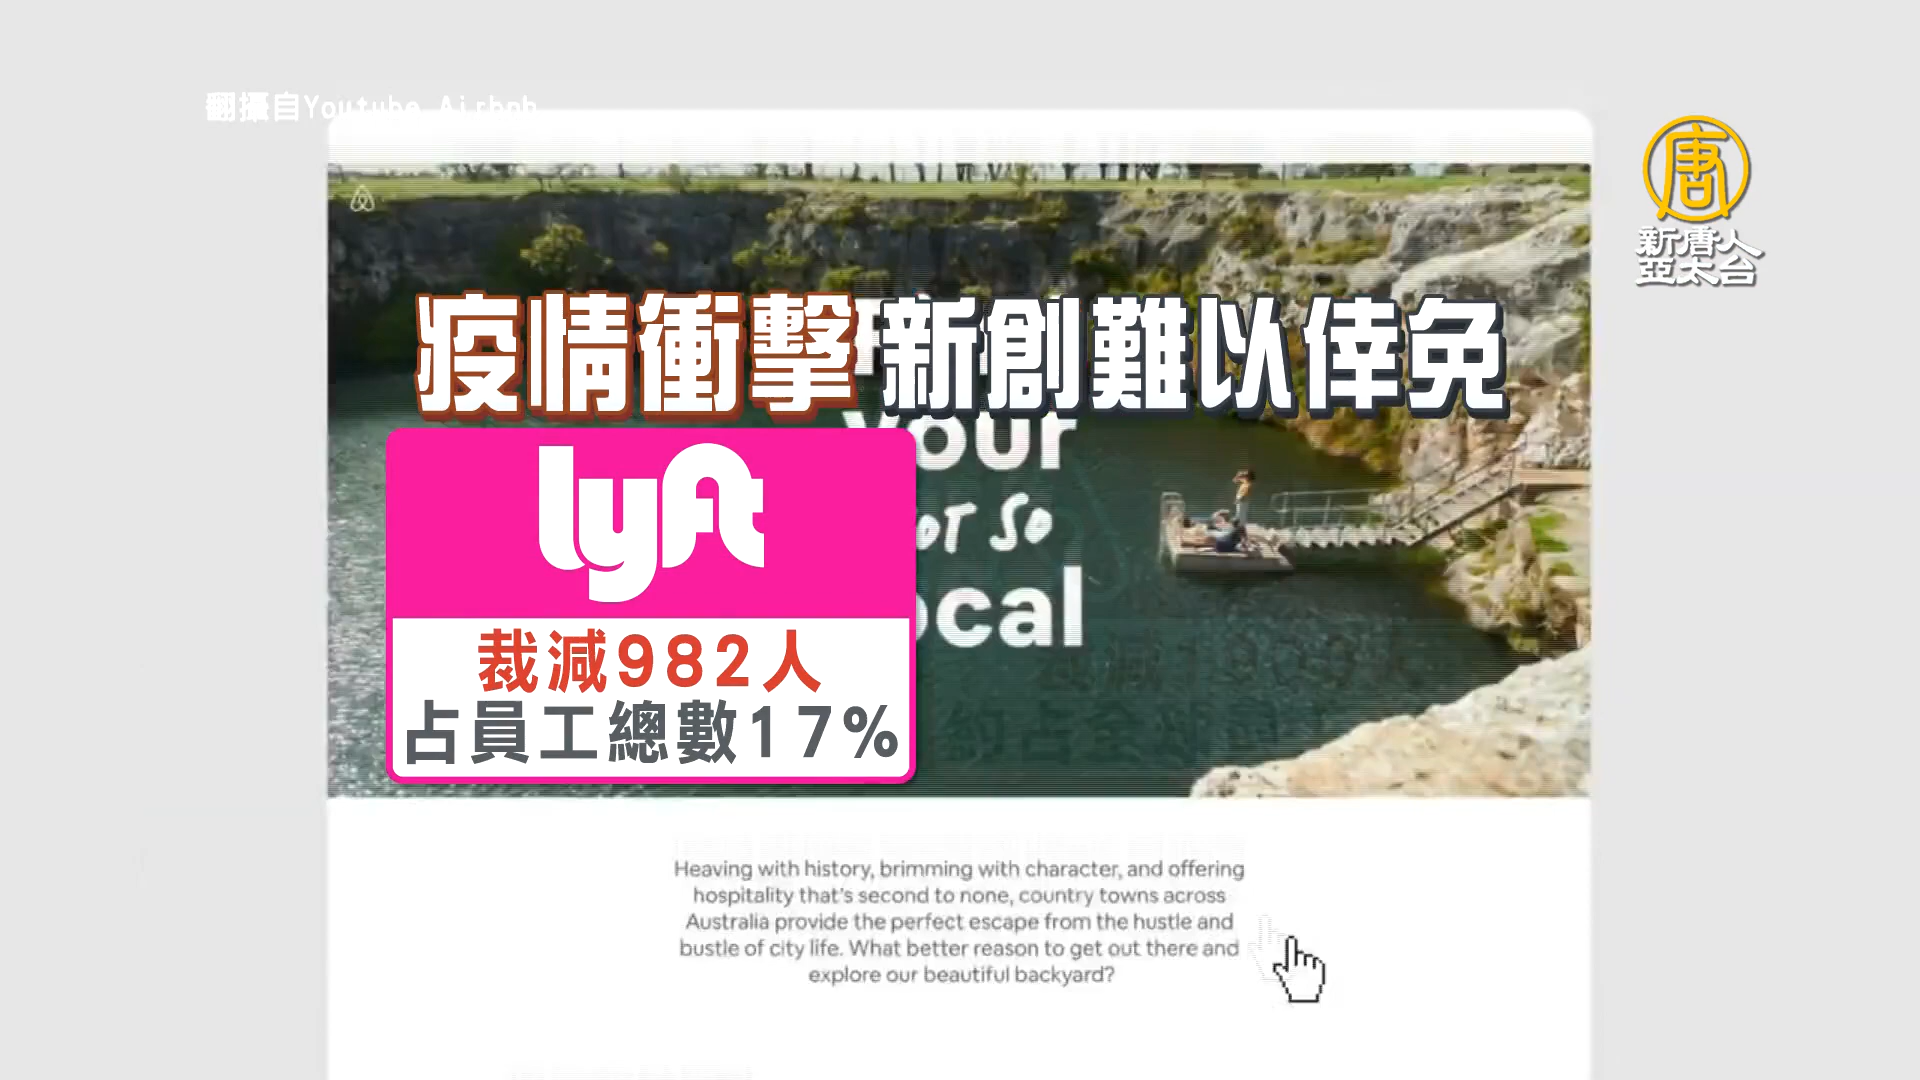 翻攝自Youtube Airbnb
唐
新唐人
亞太台
疫情衝擊 新創難以倖免
your
OT SO
ocal
lyft
裁減982人
占員工總數17%
Heaving with history, brimming with character, and offering
hospitality that's second to none, country towns across
Australia provide the perfect escape from the hustle and
bustle of city life. What better reason to get out there and
explore our beautiful backyard?